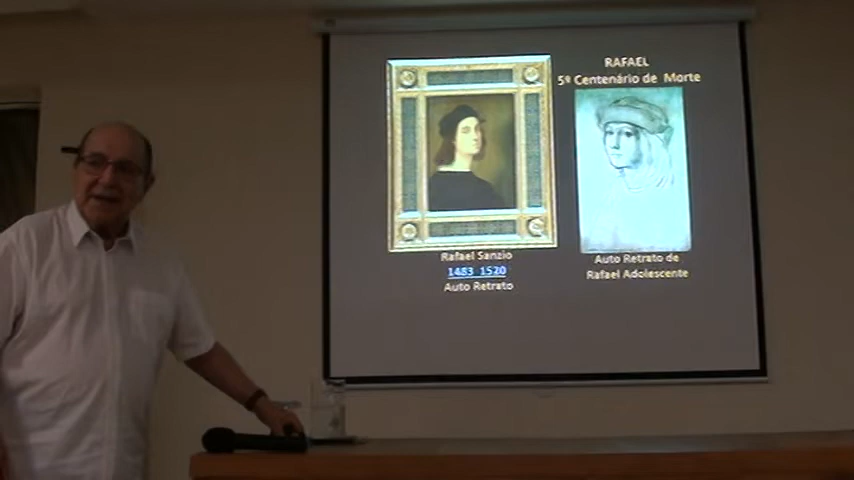 RAFAEL
5º Centenário de Morte
Rafael Sanzio
1483 1520
Auto Retrato
Auto Retrato de
Rafael Adolescente